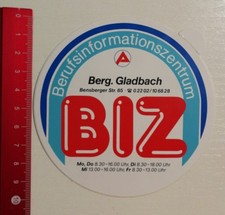 Berufsinformationszentrum
Berg. Gladbach
Bensberger Str. 85 ☎ 0 22 02 / 10 68 28
BIZ
Mo, Do 8.30-16.00 Uhr, Di 8.30-18.00 Uhr
Mi 13.00-16.00 Uhr, Fr 8.30-13.00 Uhr